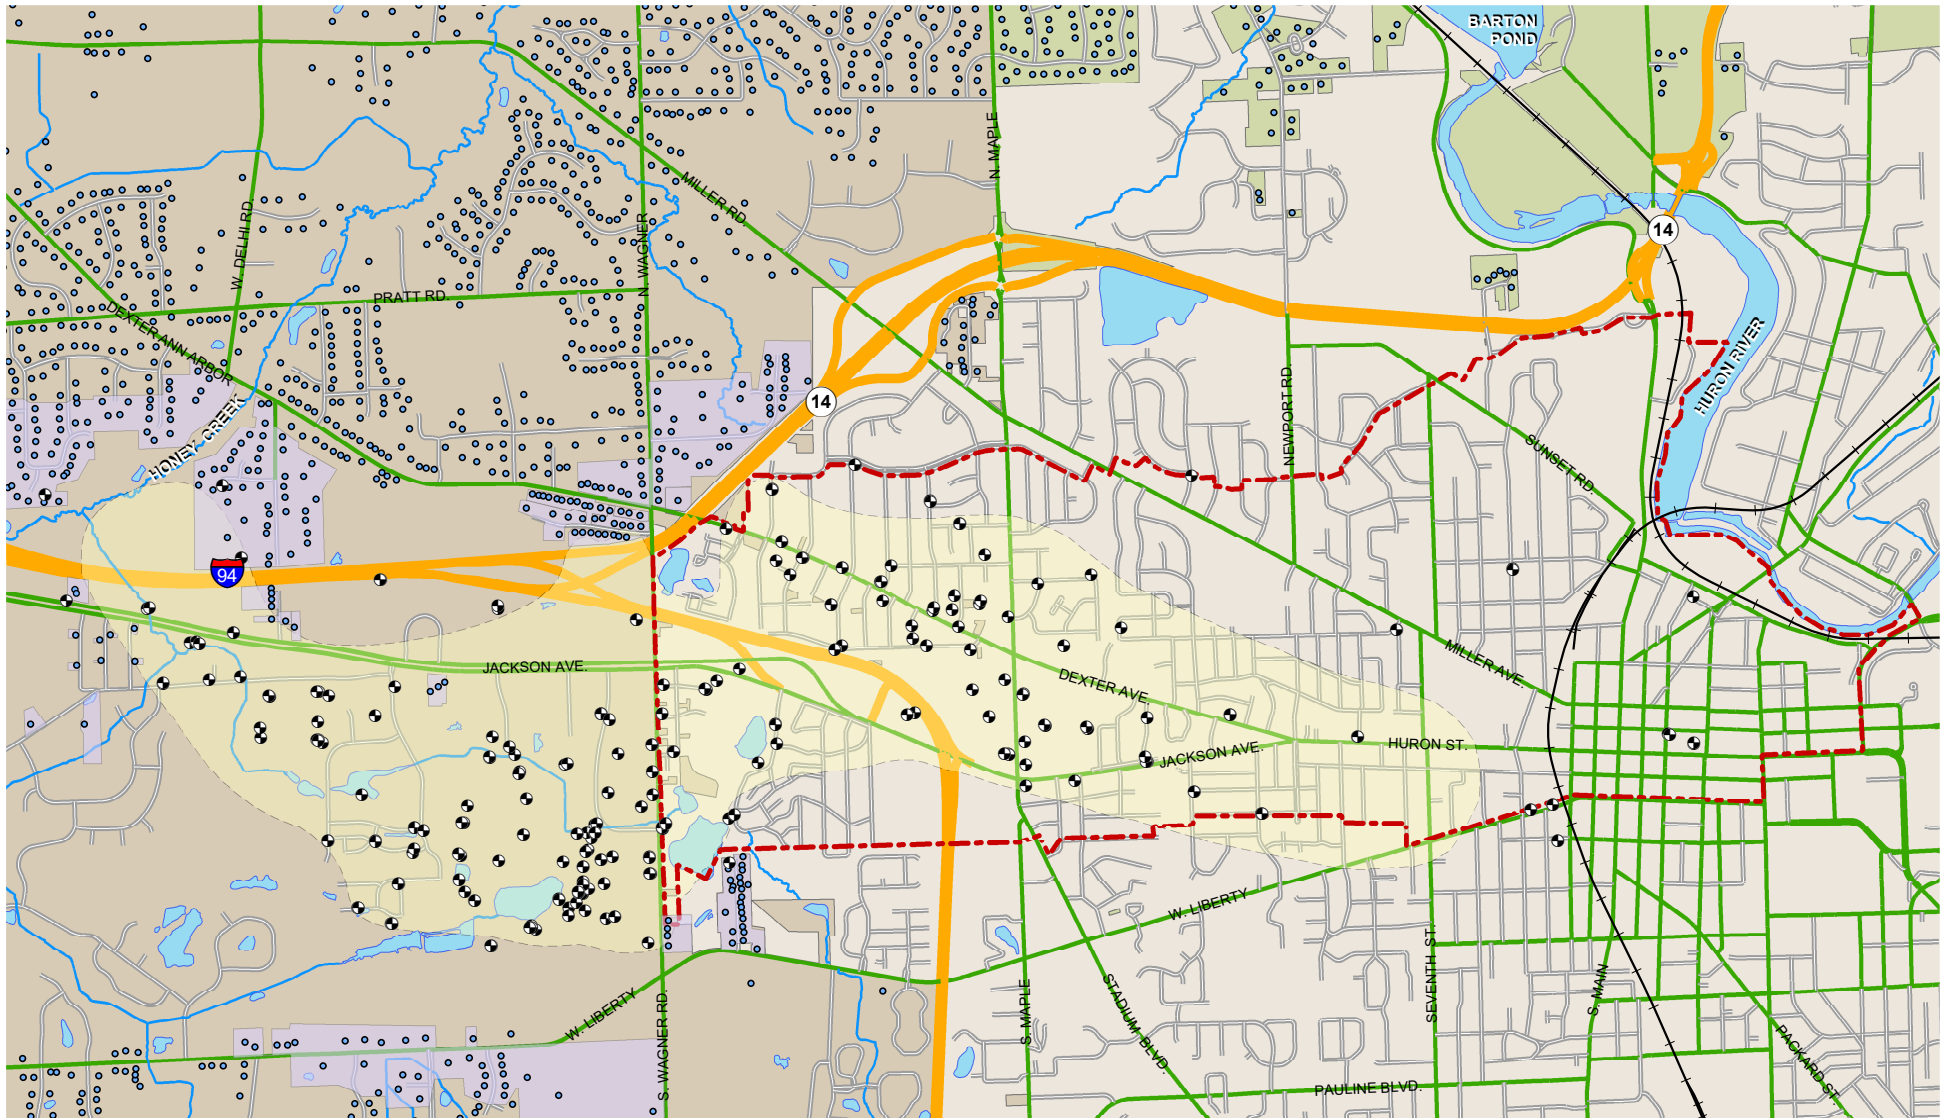 BARTON
POND
N. MAPLE
MILLER RD.
W. DELHI RD.
N. WAGNER
14
PRATT RD.
DEXTER ANN ARBOR
HURON RIVER
14
NEWPORT RD.
HONEY CREEK
SUNSET RD.
94
JACKSON AVE.
MILLER AVE.
DEXTER AVE.
HURON ST.
JACKSON AVE.
W. LIBERTY
SEVENTH ST.
S. MAIN
W. LIBERTY
S. WAGNER RD.
S. MAPLE
STADIUM BLVD.
PACKARD ST.
PAULINE BLVD.